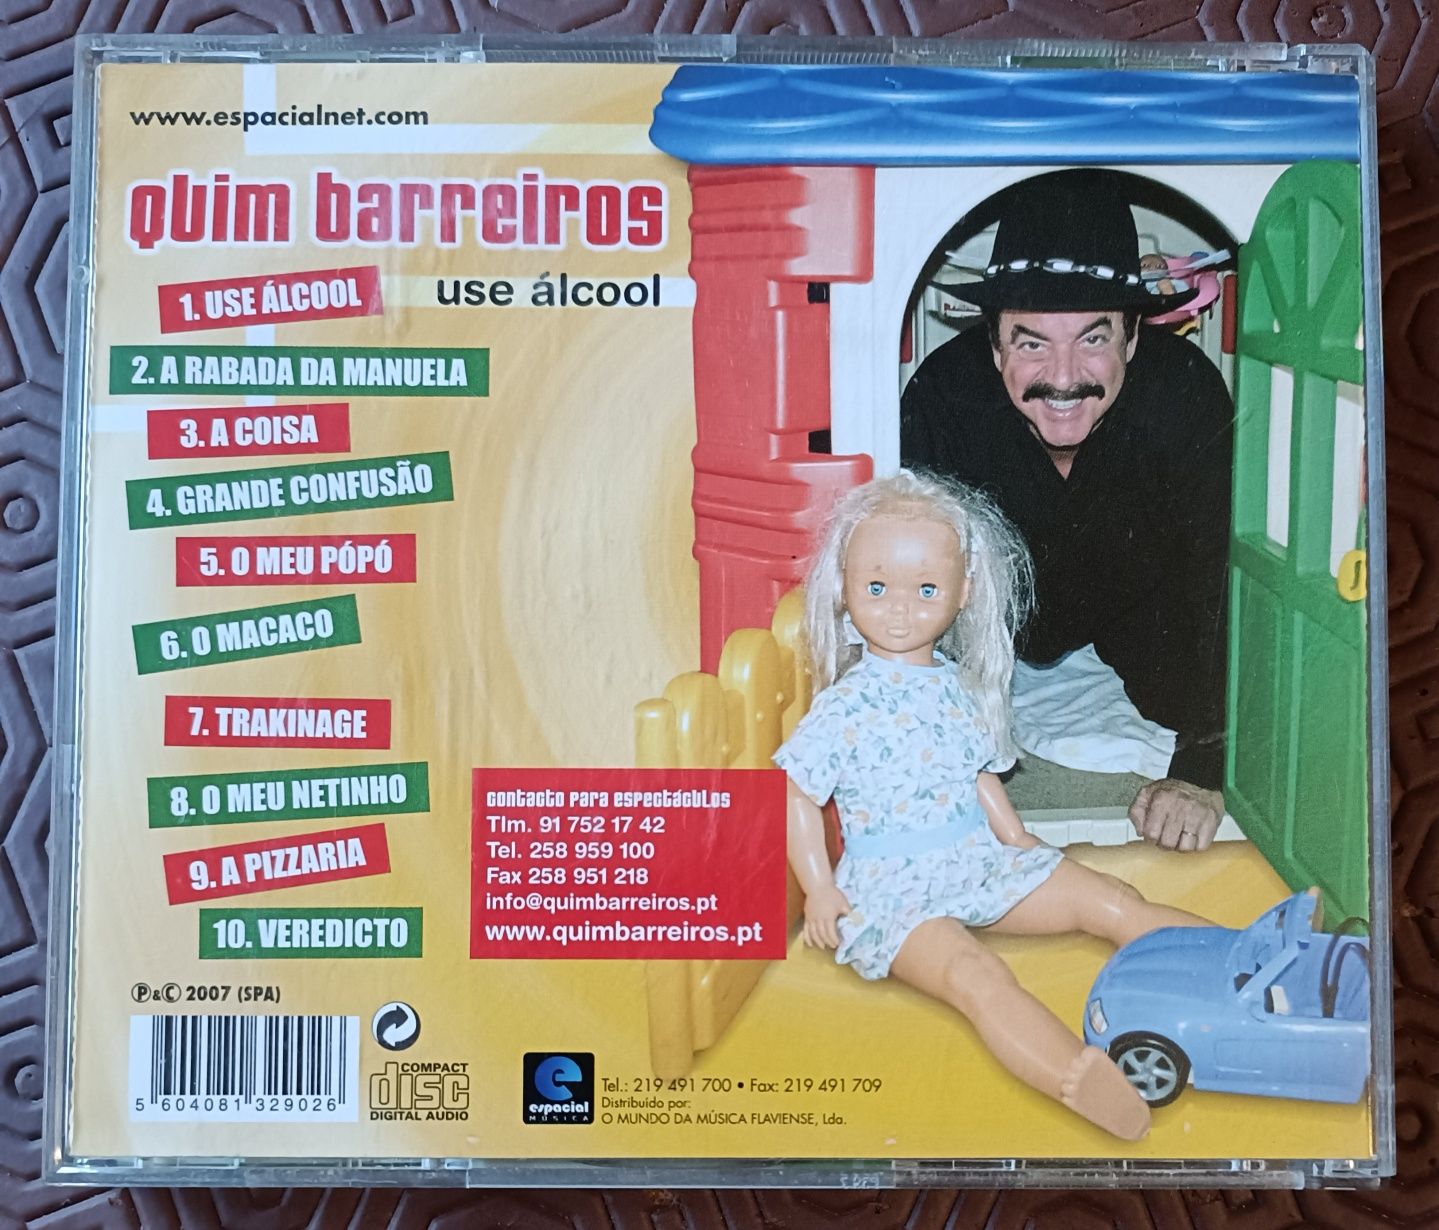 www.espacialnet.com
quim barreiros
use álcool
1. USE ÁLCOOL
2. A RABADA DA MANUELA
3. A COISA
4. GRANDE CONFUSÃO
5. O MEU PÓPÓ
6. O MACACO
7. TRAKINAGE
8. O MEU NETINHO
9. A PIZZARIA
10. VEREDICTO
contacto para espectáculos
Tlm. 91 752 17 42
Tel. 258 959 100
Fax 258 951 218
info@quimbarreiros.pt
www.quimbarreiros.pt
Ⓟ&© 2007 (SPA)
5 604081 329026
COMPACT
disc
DIGITAL AUDIO
e
espacial
MÚSICA
Tel.: 219 491 700 • Fax: 219 491 709
Distribuído por:
O MUNDO DA MÚSICA FLAVIENSE, Lda.